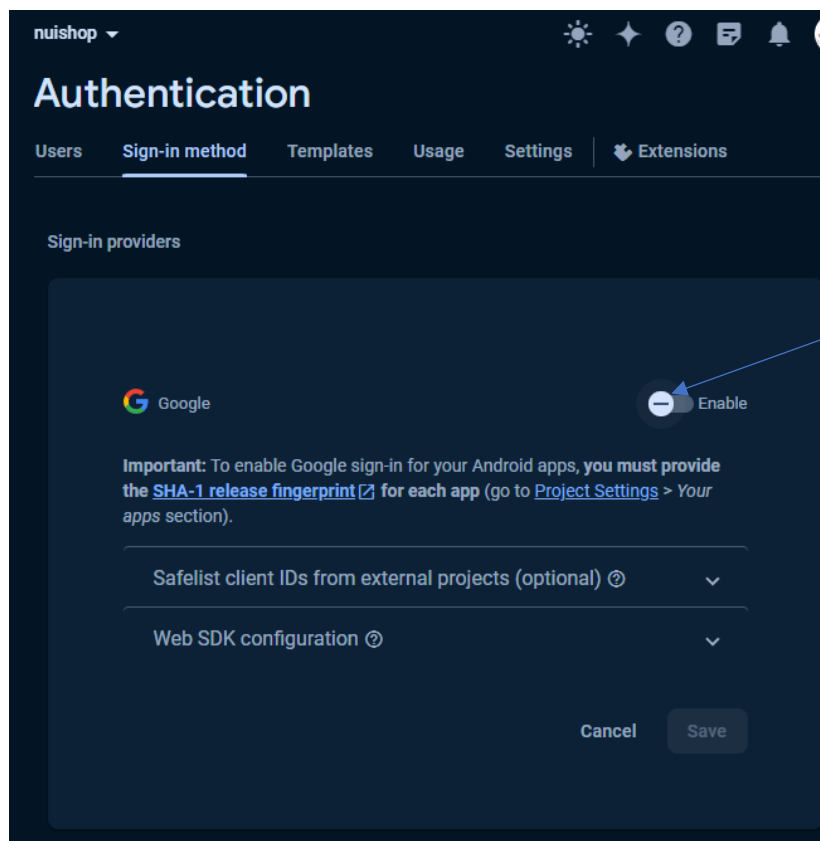 nuishop
Authentication
Users Sign-in method Templates Usage Settings Extensions
Sign-in providers
Google Enable
Important: To enable Google sign-in for your Android apps, you must provide
the SHA-1 release fingerprint for each app (go to Project Settings > Your
apps section).
Safelist client IDs from external projects (optional)
Web SDK configuration
Cancel Save